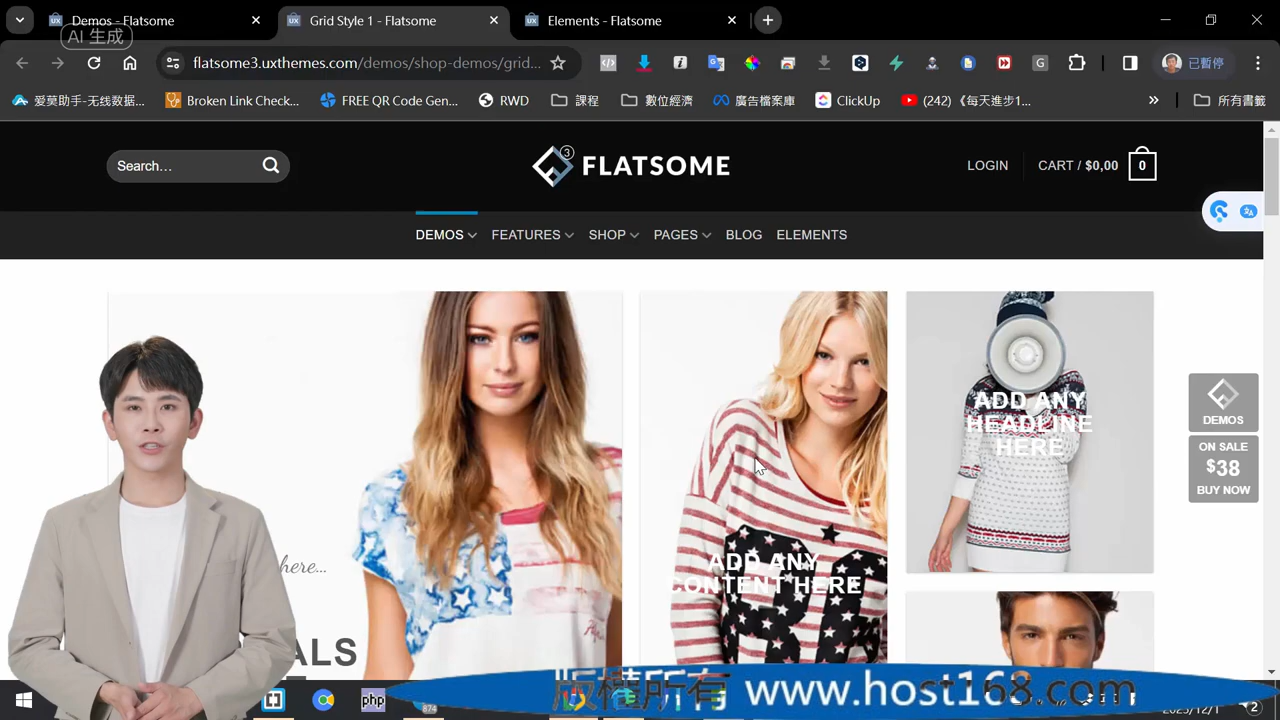 Demos - Flatsome
Grid Style 1 - Flatsome
Elements - Flatsome
AI 生成
flatsome3.uxthemes.com/demos/shop-demos/grid...
已暫停
爱莫助手-无线数据...
Broken Link Check...
FREE QR Code Gen...
RWD
課程
數位經濟
廣告檔案庫
ClickUp
(242) 《每天進步1...
所有書籤
Search...
3
FLATSOME
LOGIN
CART / $0,00
0
DEMOS
FEATURES
SHOP
PAGES
BLOG
ELEMENTS
ADD ANY
HEADLINE
HERE
DEMOS
ON SALE
$38
BUY NOW
here...
ADD ANY
CONTENT HERE
ALS
php
874
版權所有 www.host168.com
2